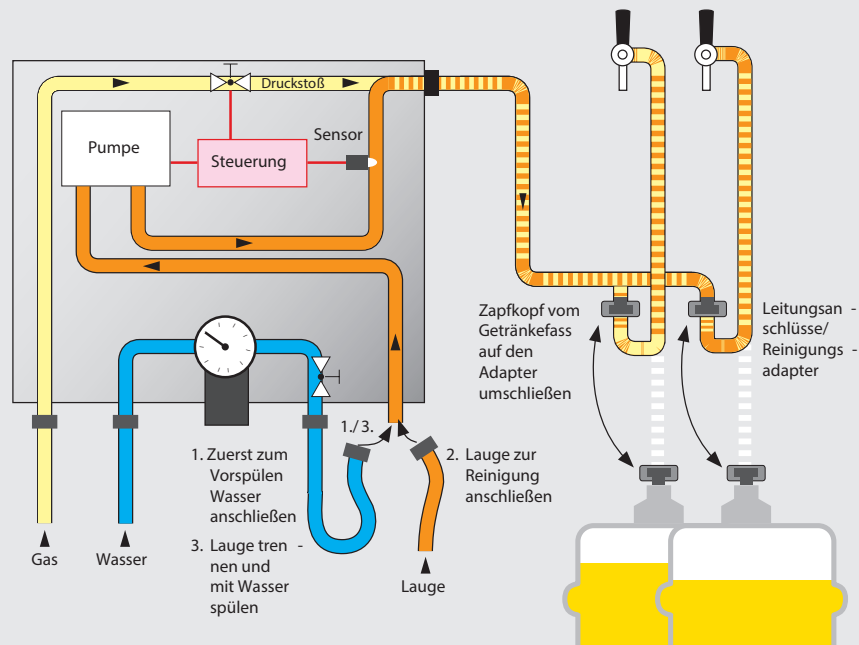 Druckstoß
Pumpe
Steuerung
Sensor
Zapfkopf vom
Getränkefass
auf den
Adapter
umschließen
Leitungsan -
schlüsse/
Reinigungs -
adapter
1./ 3.
1. Zuerst zum
Vorspülen
Wasser
anschließen
3. Lauge tren -
nen und
mit Wasser
spülen
2. Lauge zur
Reinigung
anschließen
Gas
Wasser
Lauge